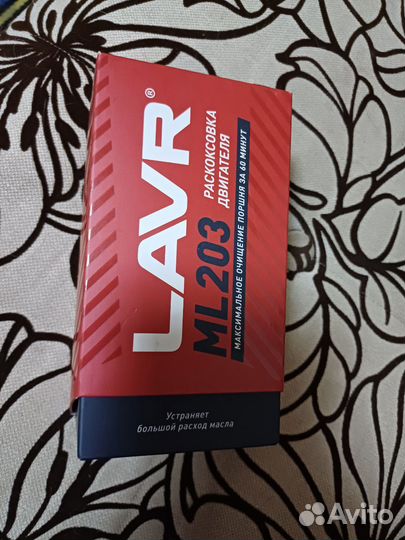 LAVR®
ML203
РАСКОКСОВКА
ДВИГАТЕЛЯ
МАКСИМАЛЬНОЕ ОЧИЩЕНИЕ ПОРШНЯ ЗА 60 МИНУТ
Устраняет
большой расход масла
Avito